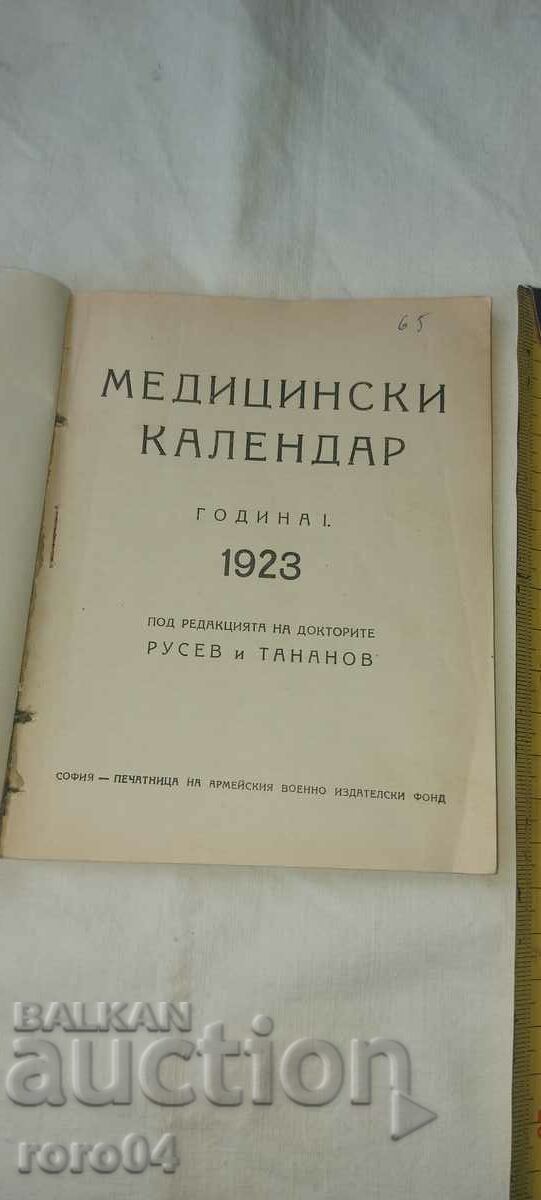 65
МЕДИЦИНСКИ
КАЛЕНДАР
ГОДИНА I.
1923
ПОД РЕДАКЦИЯТА НА ДОКТОРИТЕ
РУСЕВ и ТАНАНОВ
СОФИЯ — ПЕЧАТНИЦА НА АРМЕЙСКИЯ ВОЕННО ИЗДАТЕЛСКИ ФОНД
BALKAN
auction
roro04